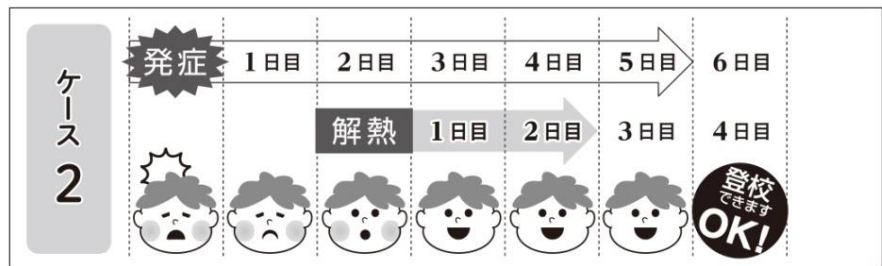 ケース2
発症 1日目 2日目 3日目 4日目 5日目 6日目
解熱 1日目 2日目 3日目 4日目
登校
できます
OK!